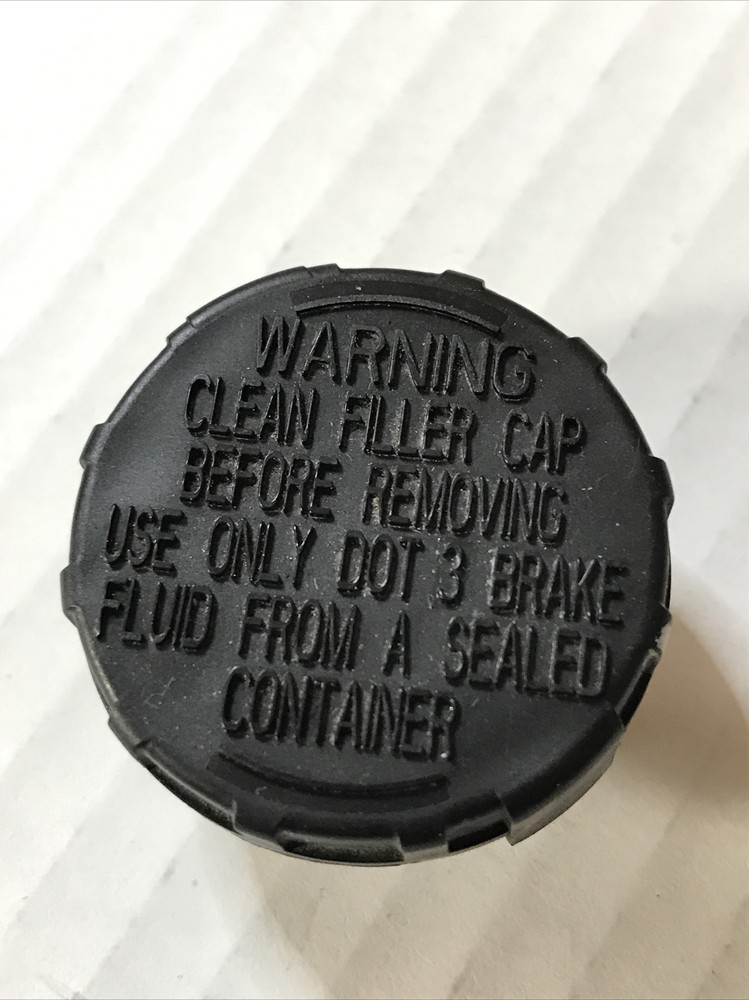 WARNING
CLEAN FILLER CAP
BEFORE REMOVING
USE ONLY DOT 3 BRAKE
FLUID FROM A SEALED
CONTAINER